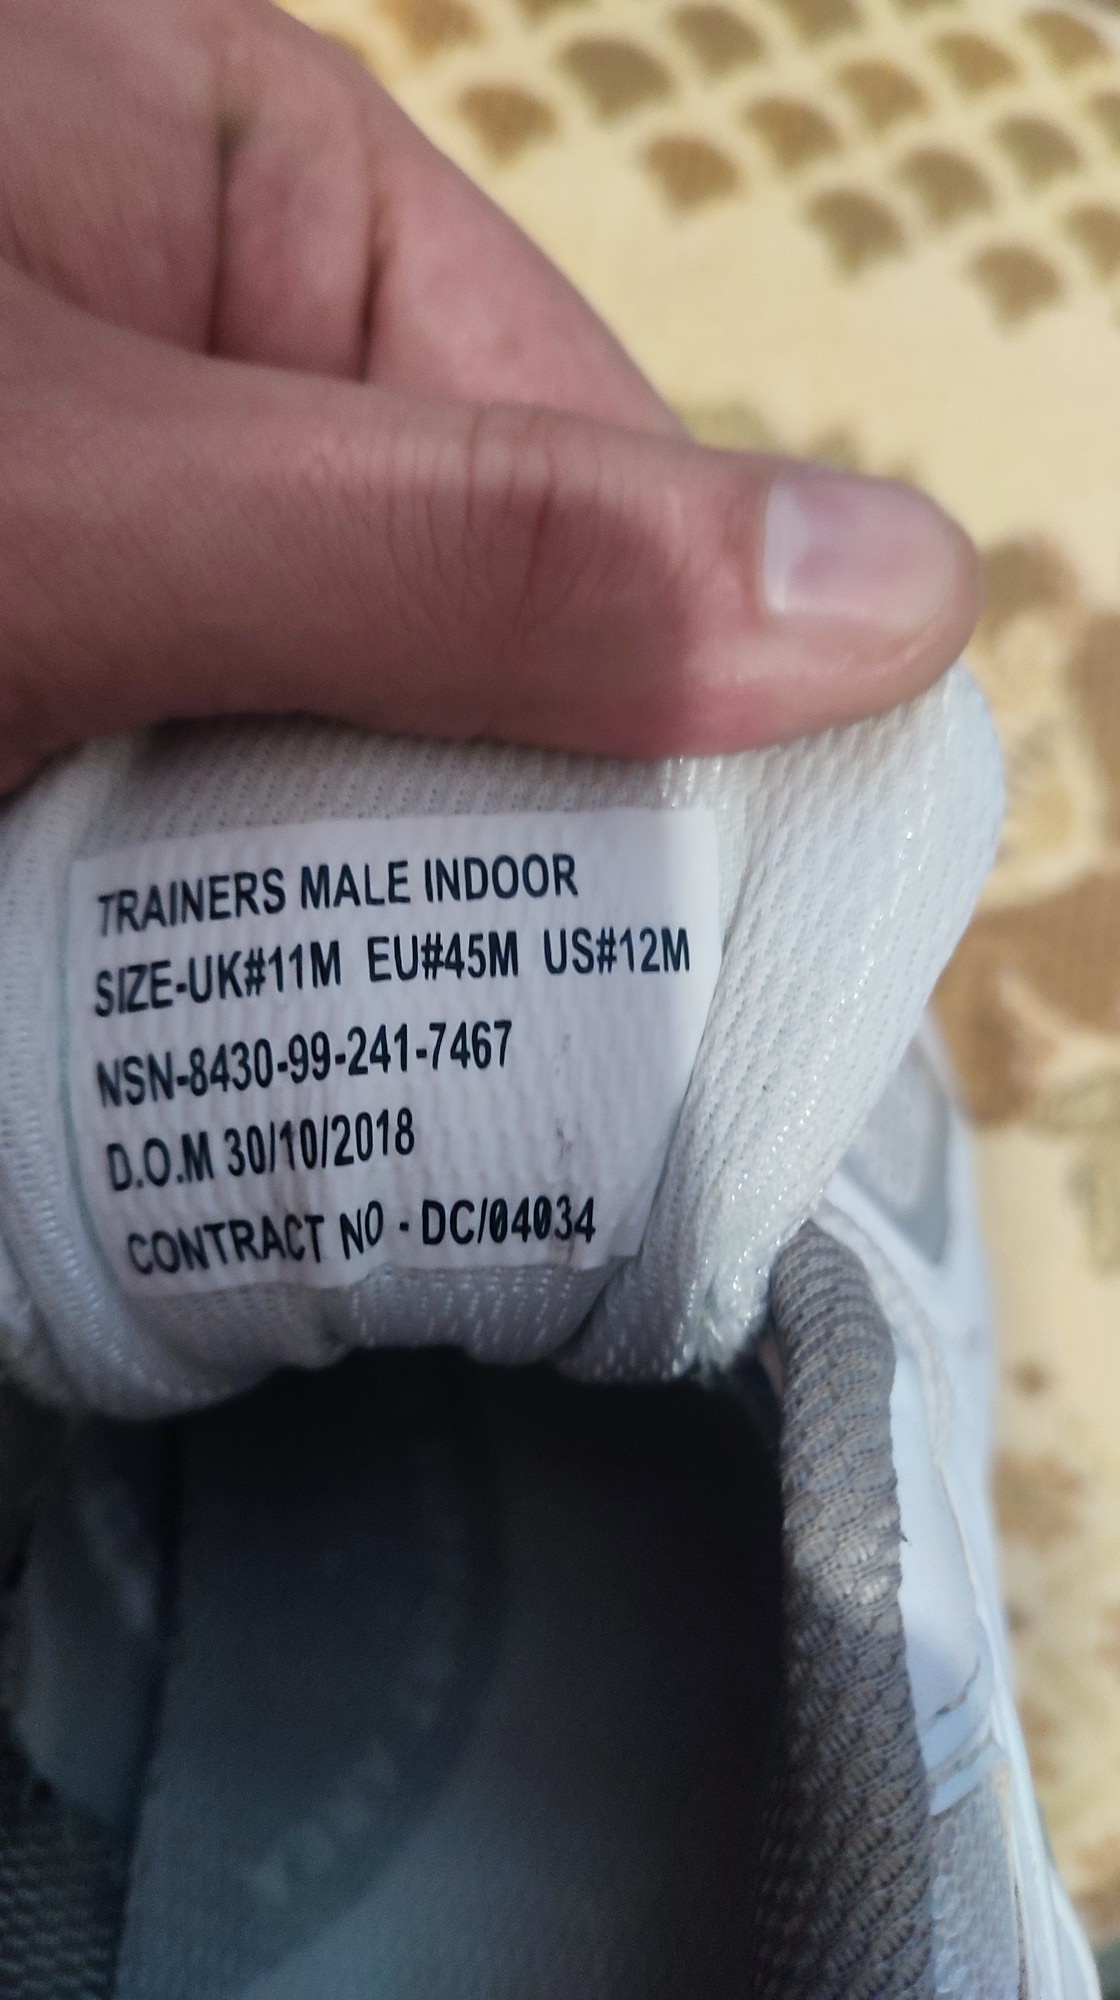 TRAINERS MALE INDOOR
SIZE-UK#11M EU#45M US#12M
NSN-8430-99-241-7467
D.O.M 30/10/2018
CONTRACT NO - DC/04034